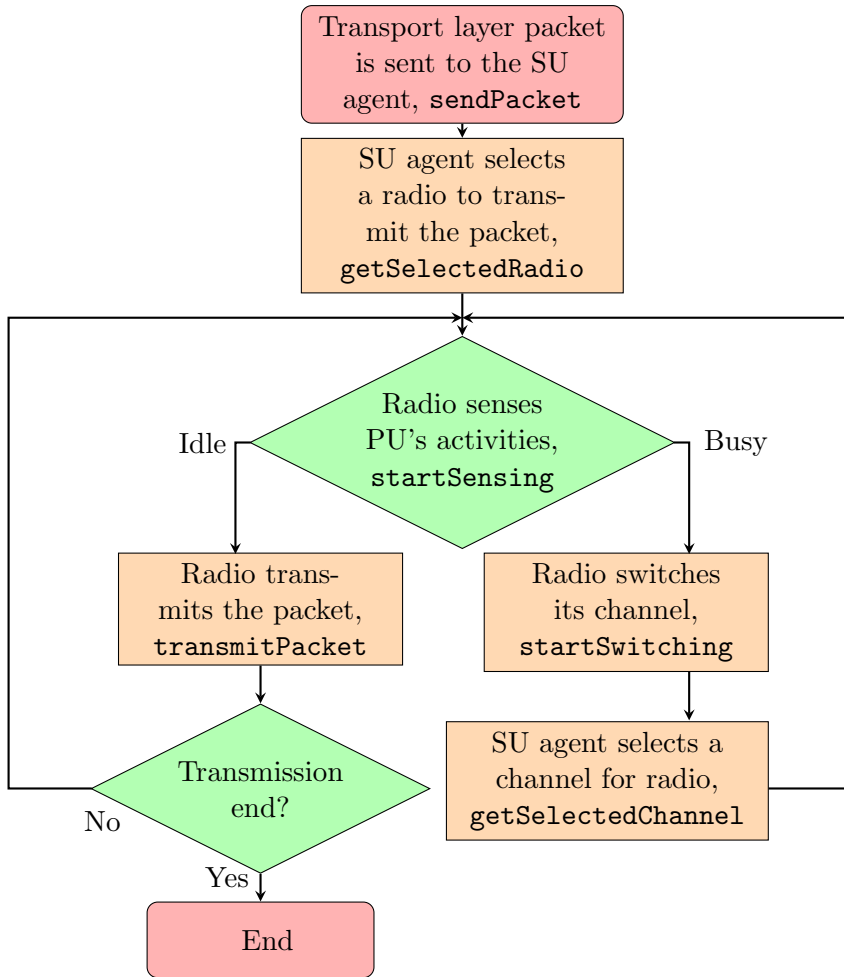 Transport layer packet
is sent to the SU
agent, sendPacket
SU agent selects
a radio to trans-
mit the packet,
getSelectedRadio
Radio senses
PU's activities,
startSensing
Idle
Busy
Radio trans-
mits the packet,
transmitPacket
Radio switches
its channel,
startSwitching
Transmission
end?
SU agent selects a
channel for radio,
getSelectedChannel
No
Yes
End